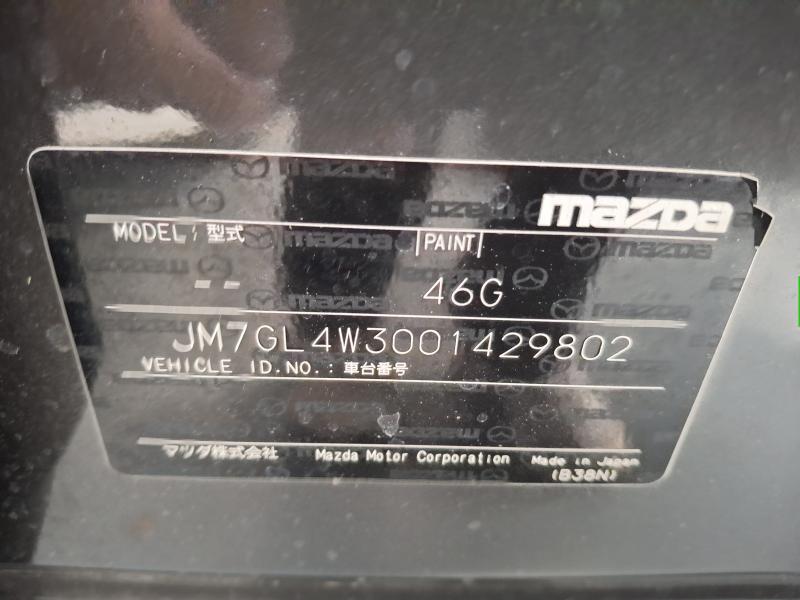 mazda
MODEL: 型式 PAINT
-- 46G
JM7GL4W3001429802
VEHICLE ID.NO.: 車台番号
マツダ株式会社 Mazda Motor Corporation Made in Japan
(B38N)